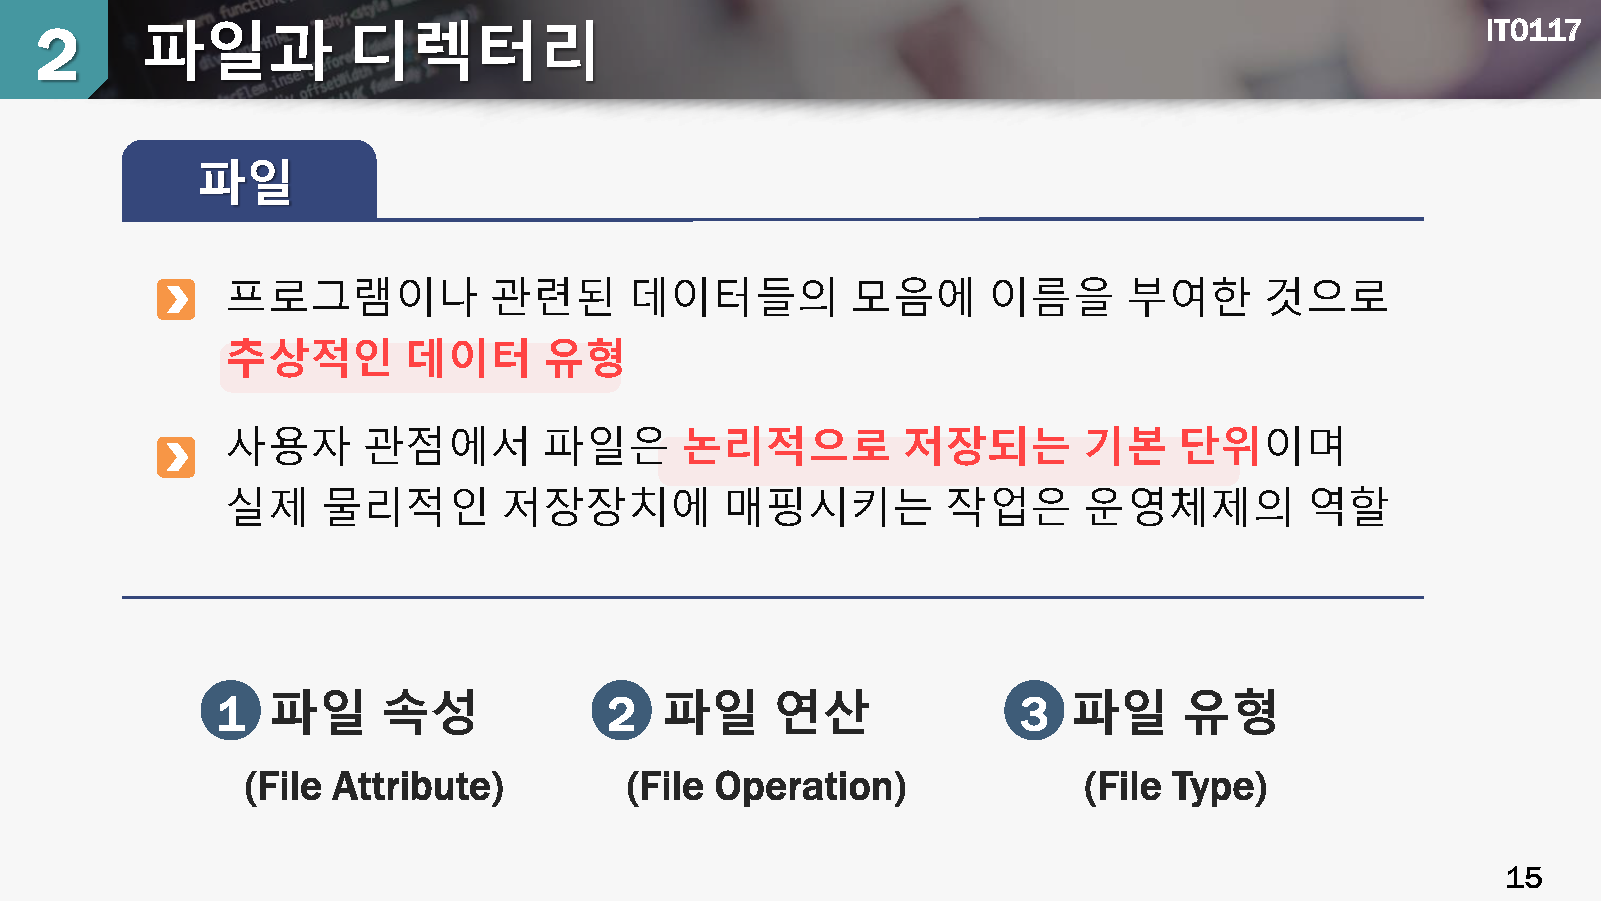 2 파일과 디렉터리
IT0117
파일
프로그램이나 관련된 데이터들의 모음에 이름을 부여한 것으로
추상적인 데이터 유형
사용자 관점에서 파일은 논리적으로 저장되는 기본 단위이며
실제 물리적인 저장장치에 매핑시키는 작업은 운영체제의 역할
1 파일 속성
(File Attribute)
2 파일 연산
(File Operation)
3 파일 유형
(File Type)
15